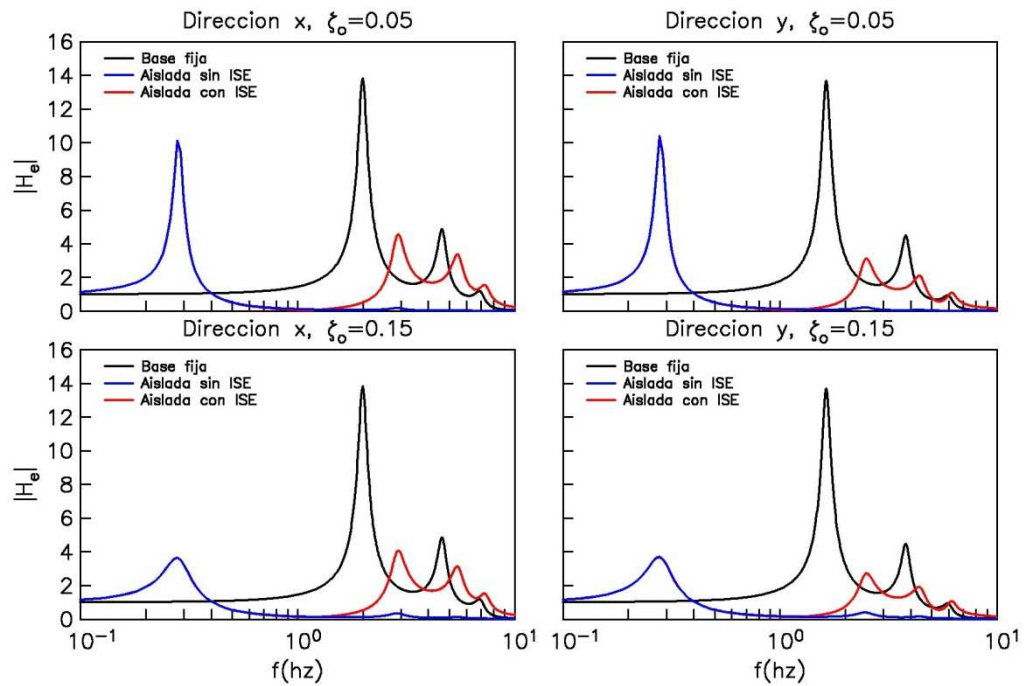 Direccion x, ζo=0.05
16
14
12
10
8
6
4
2
0
|He|
Base fija
Aislada sin ISE
Aislada con ISE
Direccion y, ζo=0.05
Base fija
Aislada sin ISE
Aislada con ISE
Direccion x, ζo=0.15
16
14
12
10
8
6
4
2
0
|He|
Base fija
Aislada sin ISE
Aislada con ISE
10⁻¹ 10⁰ 10¹
f(hz)
Direccion y, ζo=0.15
Base fija
Aislada sin ISE
Aislada con ISE
10⁻¹ 10⁰ 10¹
f(hz)